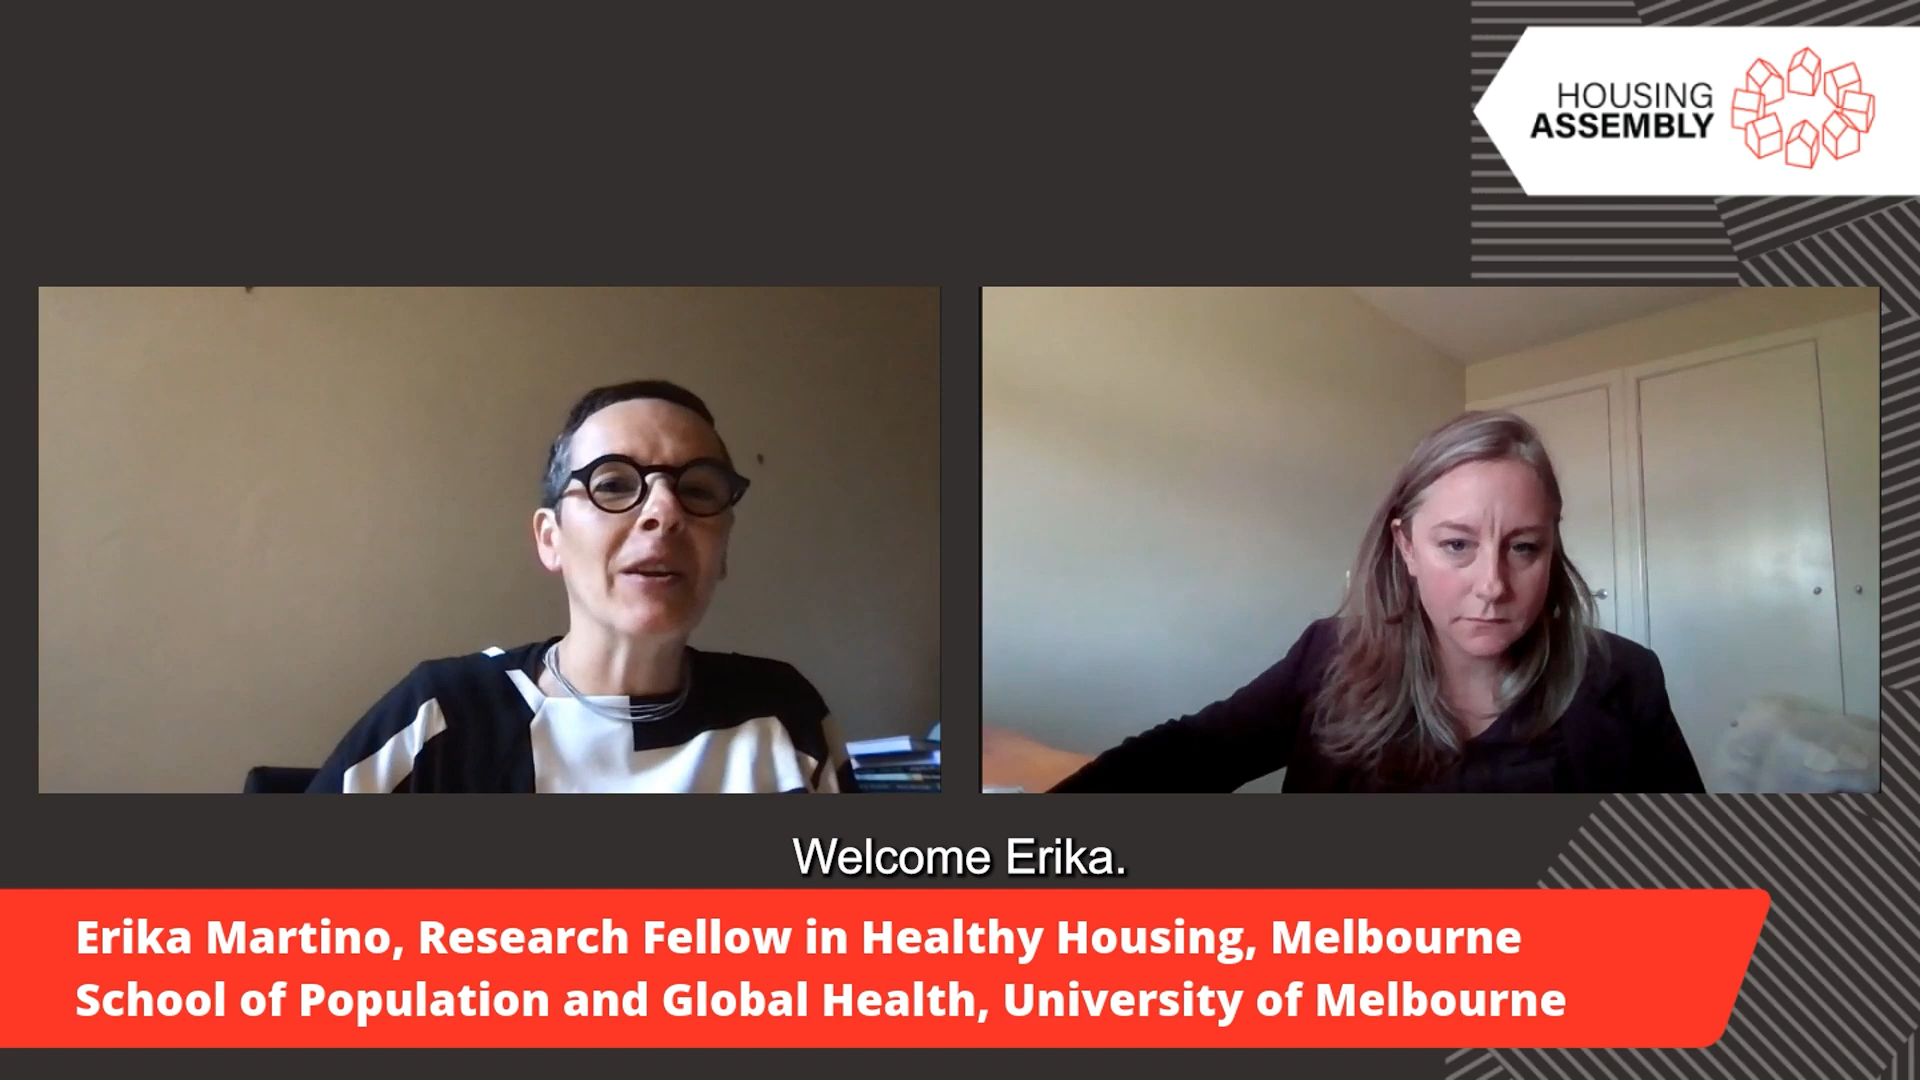 HOUSING
ASSEMBLY
Welcome Erika.
Erika Martino, Research Fellow in Healthy Housing, Melbourne
School of Population and Global Health, University of Melbourne